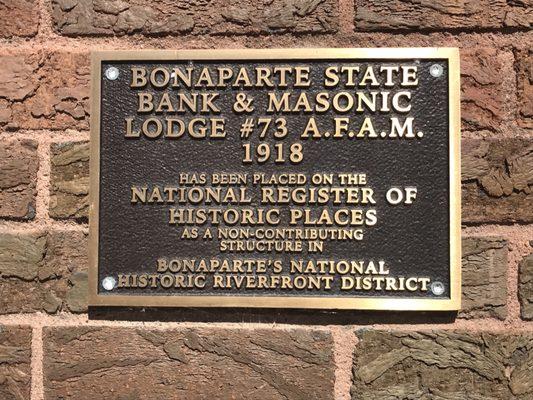 BONAPARTE STATE
BANK & MASONIC
LODGE #73 A.F.A.M.
1918
HAS BEEN PLACED ON THE
NATIONAL REGISTER OF
HISTORIC PLACES
AS A NON-CONTRIBUTING
STRUCTURE IN
BONAPARTE'S NATIONAL
HISTORIC RIVERFRONT DISTRICT